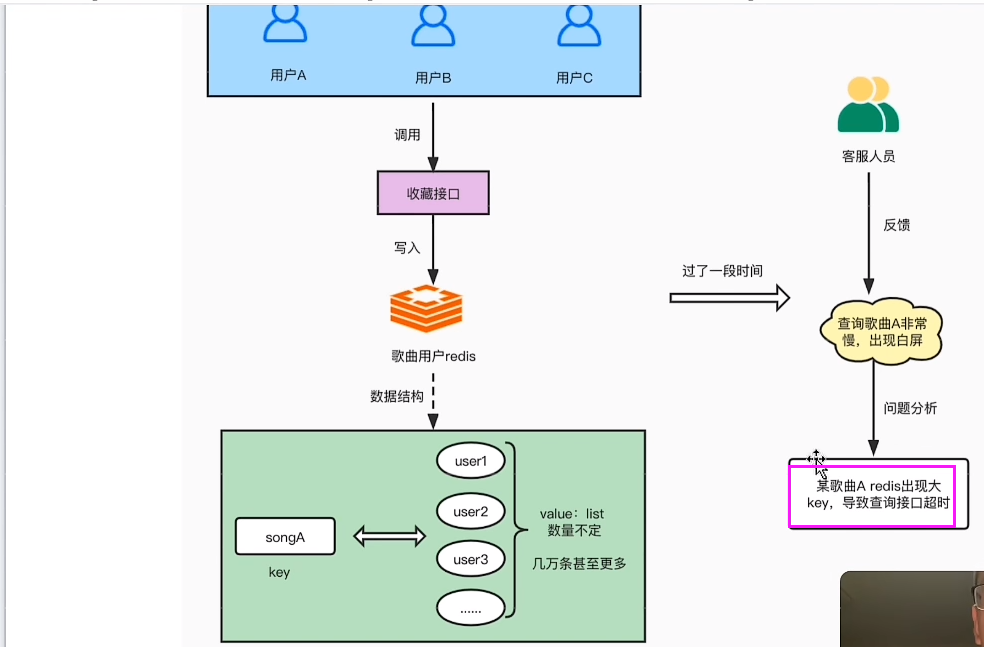 用户A
用户B
用户C
调用
收藏接口
写入
歌曲用户redis
数据结构
songA
key
user1
user2
user3
......
value：list
数量不定
几万条甚至更多
过了一段时间
客服人员
反馈
查询歌曲A非常
慢，出现白屏
问题分析
某歌曲A redis出现大
key，导致查询接口超时